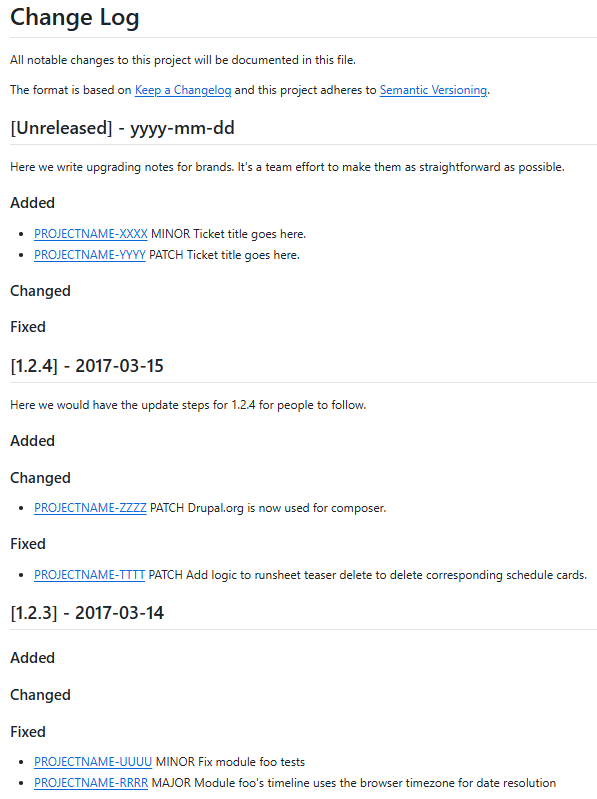 Change Log
All notable changes to this project will be documented in this file.
The format is based on Keep a Changelog and this project adheres to Semantic Versioning.
[Unreleased] - yyyy-mm-dd
Here we write upgrading notes for brands. It's a team effort to make them as straightforward as possible.
Added
• PROJECTNAME-XXXX MINOR Ticket title goes here.
• PROJECTNAME-YYYY PATCH Ticket title goes here.
Changed
Fixed
[1.2.4] - 2017-03-15
Here we would have the update steps for 1.2.4 for people to follow.
Added
Changed
• PROJECTNAME-ZZZZ PATCH Drupal.org is now used for composer.
Fixed
• PROJECTNAME-TTTT PATCH Add logic to runsheet teaser delete to delete corresponding schedule cards.
[1.2.3] - 2017-03-14
Added
Changed
Fixed
• PROJECTNAME-UUUU MINOR Fix module foo tests
• PROJECTNAME-RRRR MAJOR Module foo's timeline uses the browser timezone for date resolution